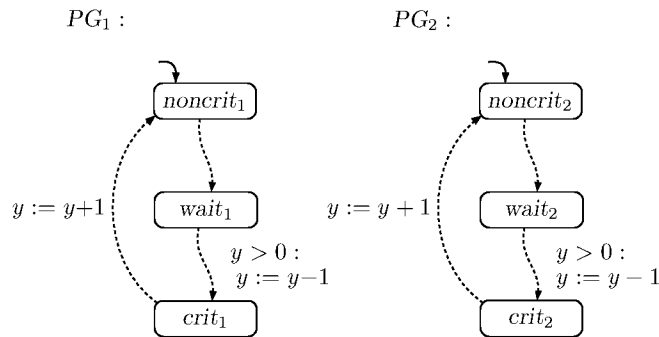 PG₁ :
noncrit₁
y := y+1
wait₁
y > 0 :
y := y−1
crit₁
PG₂ :
noncrit₂
y := y + 1
wait₂
y > 0 :
y := y − 1
crit₂